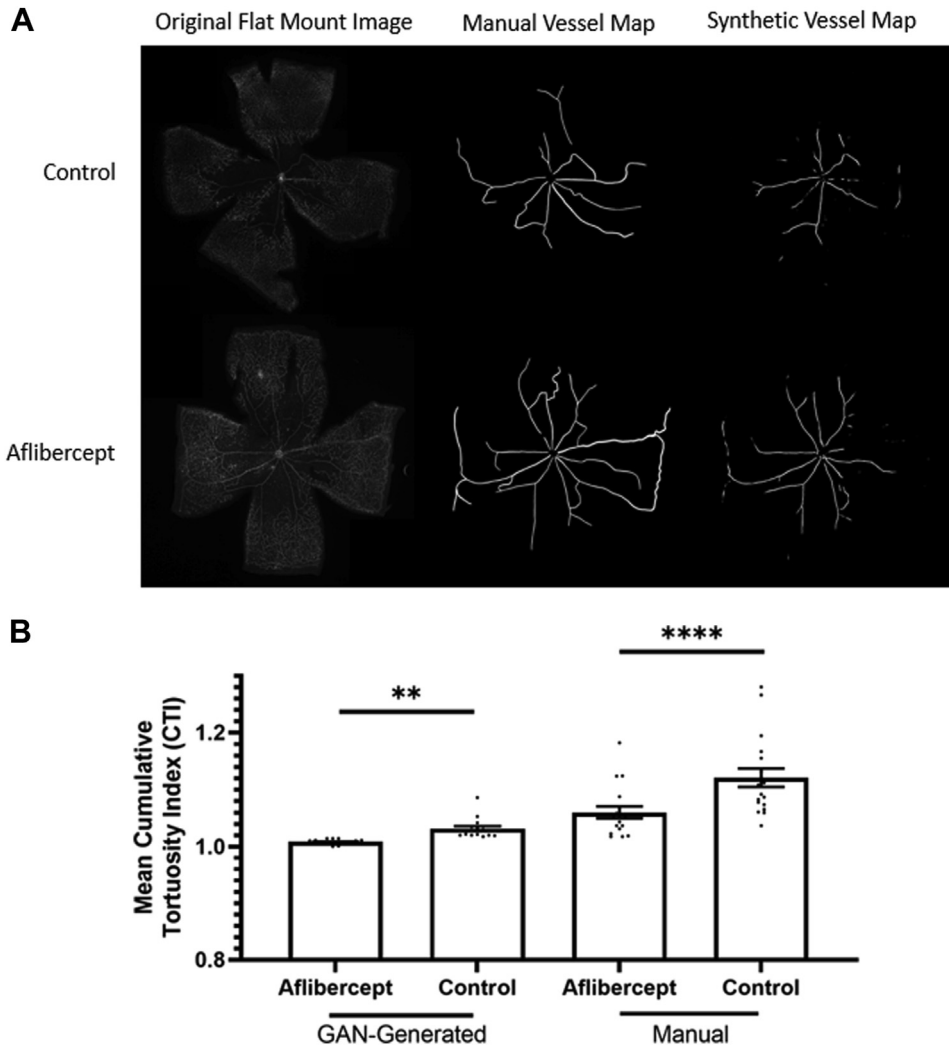 A
Original Flat Mount Image Manual Vessel Map Synthetic Vessel Map
Control
Aflibercept
B
Mean Cumulative
Tortuosity Index (CTI)
**
****
1.2
1.0
0.8
Aflibercept Control Aflibercept Control
GAN-Generated Manual